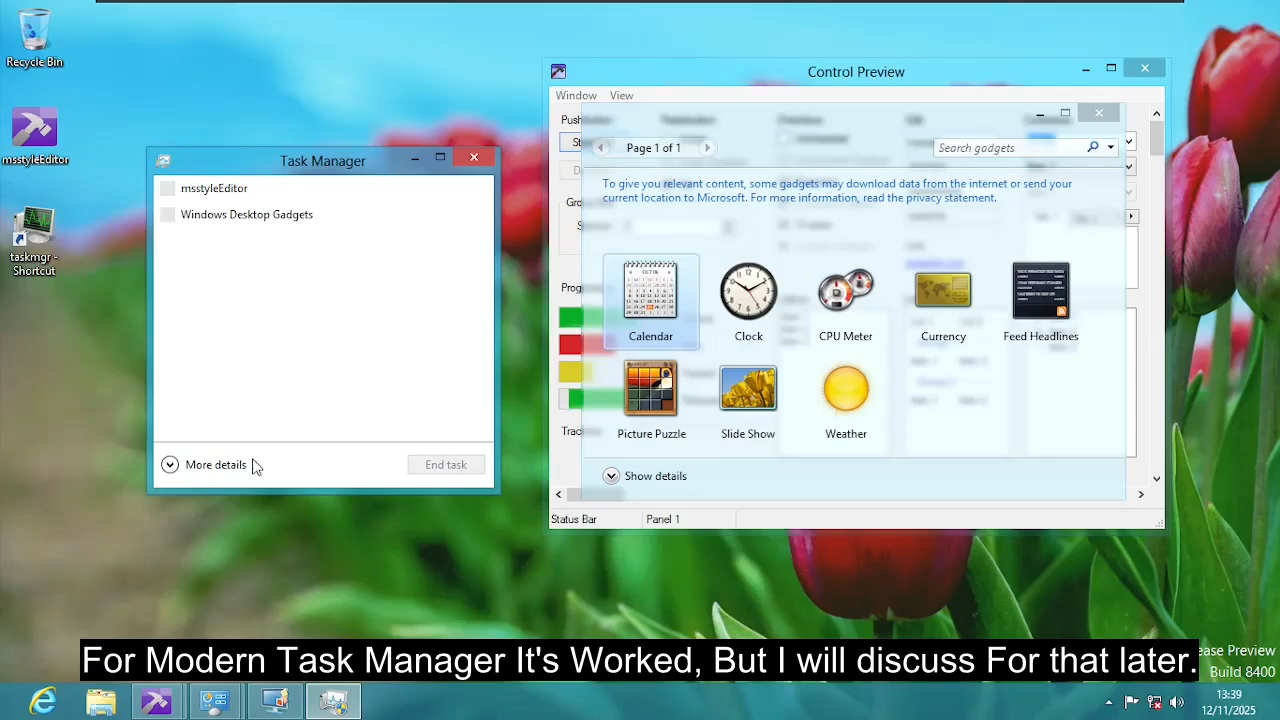 Recycle Bin
msstyleEditor
taskmgr -
Shortcut
Task Manager
msstyleEditor
Windows Desktop Gadgets
More details
End task
Control Preview
Window View
Page 1 of 1
Search gadgets
To give you relevant content, some gadgets may download data from the internet or send your
current location to Microsoft. For more information, read the privacy statement.
Calendar
Clock
CPU Meter
Currency
Feed Headlines
Picture Puzzle
Slide Show
Weather
Show details
Status Bar
Panel 1
For Modern Task Manager It's Worked, But I will discuss For that later.
ease Preview
Build 8400
13:39
12/11/2025